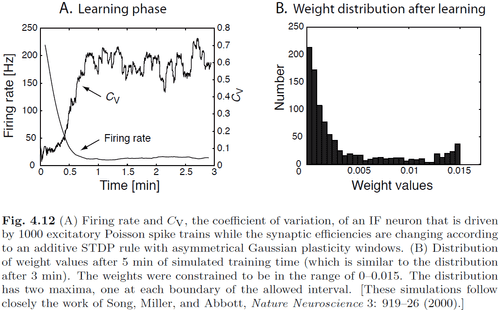 A. Learning phase
B. Weight distribution after learning
250
200
150
100
50
0
Firing rate [Hz]
0.8
0.7
0.6
0.5
0.4
0.3
0.2
0.1
0
C_V
C_V
Firing rate
0 0.5 1 1.5 2 2.5 3
Time [min]
250
200
150
100
50
0
Number
0.005 0.010 0.015
Weight values
Fig. 4.12 (A) Firing rate and C_V, the coefficient of variation, of an IF neuron that is driven
by 1000 excitatory Poisson spike trains while the synaptic efficiencies are changing according
to an additive STDP rule with asymmetrical Gaussian plasticity windows. (B) Distribution
of weight values after 5 min of simulated training time (which is similar to the distribution
after 3 min). The weights were constrained to be in the range of 0–0.015. The distribution
has two maxima, one at each boundary of the allowed interval. [These simulations follow
closely the work of Song, Miller, and Abbott, Nature Neuroscience 3: 919–26 (2000).]